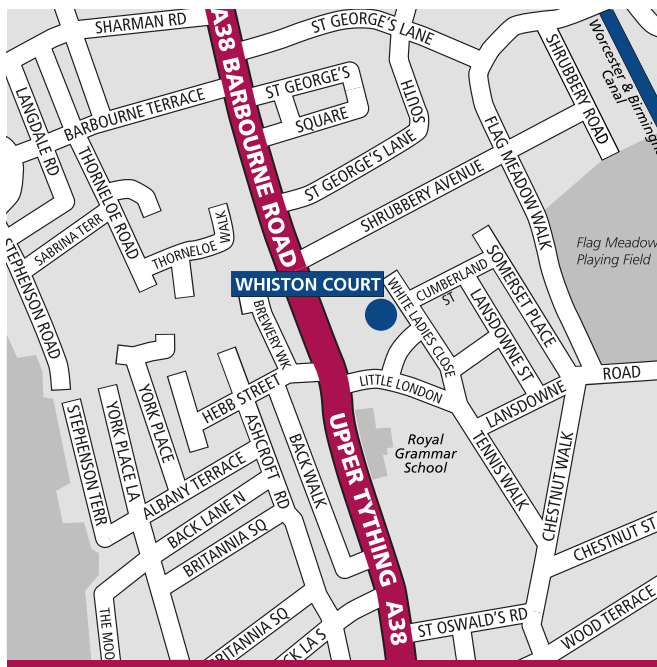 SHARMAN RD
A38 BARBOURNE ROAD
ST GEORGE'S LANE
SOUTH
SHRUBBERY ROAD
Worcester & Birmingh
Canal
LANGDALE RD
BARBOURNE TERRACE
ST GEORGE'S
SQUARE
ST GEORGE'S LANE
FLAG MEADOW WALK
THORNELOE ROAD
SHRUBBERY AVENUE
SABRINA TERR
THORNELOE
WALK
STEPHENSON ROAD
Flag Meadow
Playing Field
WHISTON COURT
CUMBERLAND
ST
SOMERSET PLACE
WHITE LADIES CLOSE
LANSDOWNE ST
BREWERY WK
HEBB STREET
LITTLE LONDON
LANSDOWNE
ROAD
STEPHENSON TERR
YORK PLACE LA
YORK PLACE
ASHCROFT RD
BACK WALK
UPPER TYTHING A38
Royal
Grammar
School
TENNIS WALK
CHESTNUT WALK
ALBANY TERRACE
BACK LANE N
BRITANNIA SQ
CHESTNUT ST
THE MOO
BRITANNIA SQ
CK LA S
ST OSWALD'S RD
WOOD TERRACE